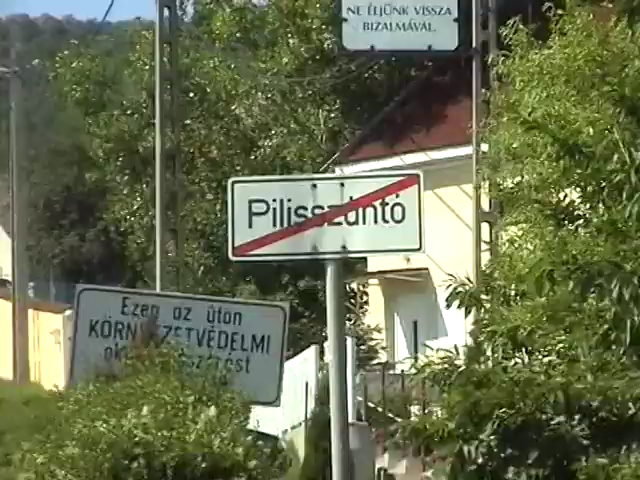 NE ÉLJÜNK VISSZA
BIZALMÁVAL.
Pilisszántó
Ezen az úton
KÖRNYEZETVÉDELMI